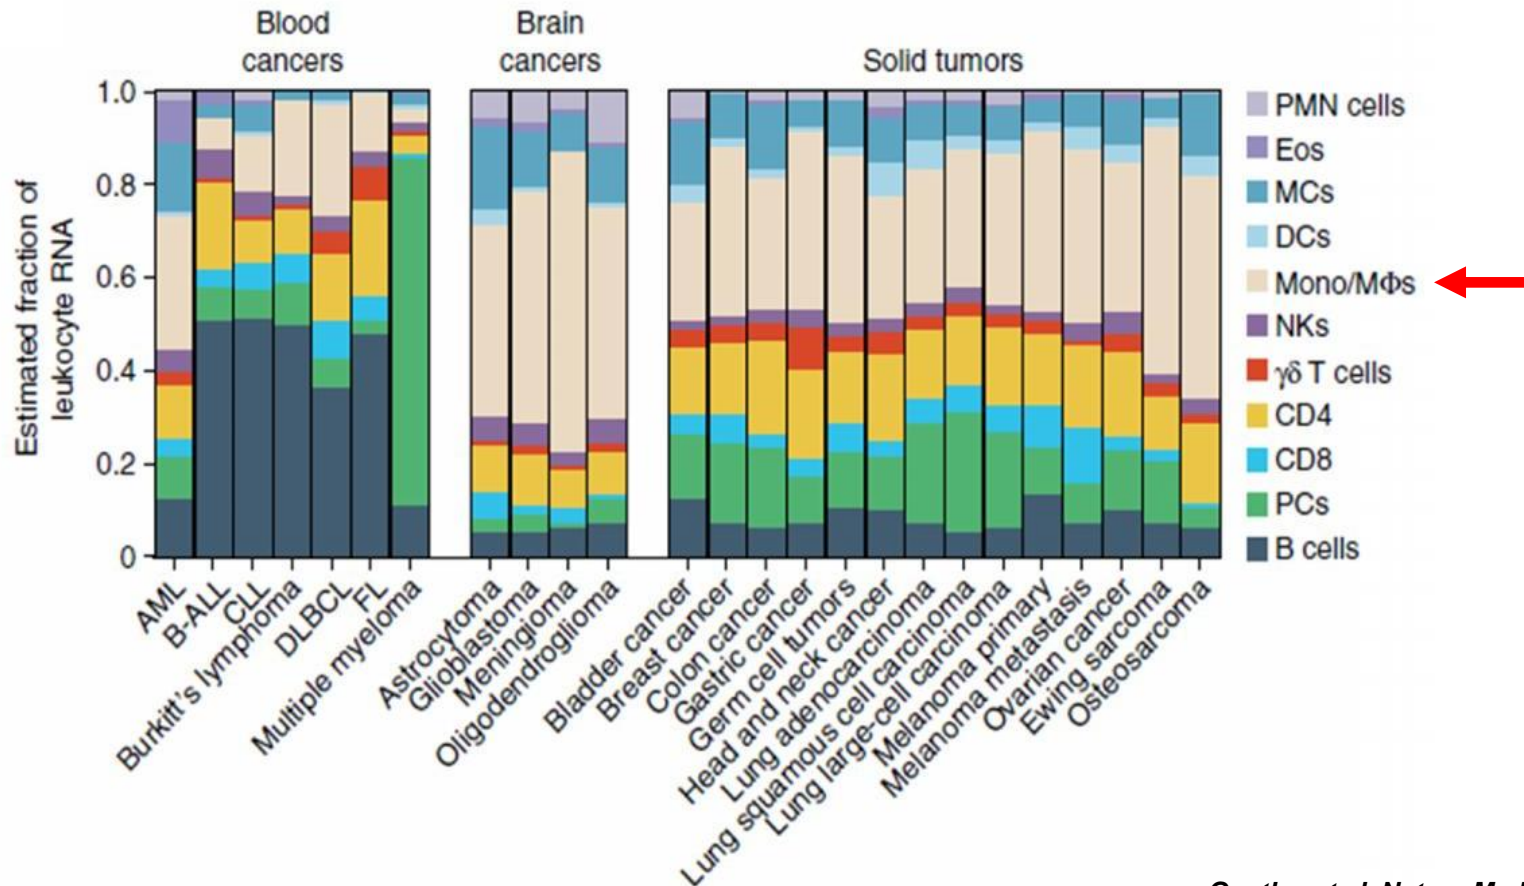 Blood
cancers
Brain
cancers
Solid tumors
Estimated fraction of
leukocyte RNA
1.0
0.8
0.6
0.4
0.2
0
PMN cells
Eos
MCs
DCs
Mono/MΦs
NKs
γδ T cells
CD4
CD8
PCs
B cells
AML
B-ALL
CLL
Burkitt's lymphoma
DLBCL
FL
Multiple myeloma
Astrocytoma
Glioblastoma
Meningioma
Oligodendroglioma
Bladder cancer
Breast cancer
Colon cancer
Gastric cancer
Germ cell tumors
Head and neck cancer
Lung adenocarcinoma
Lung squamous cell carcinoma
Lung large-cell carcinoma
Melanoma primary
Melanoma metastasis
Ovarian cancer
Ewing sarcoma
Osteosarcoma